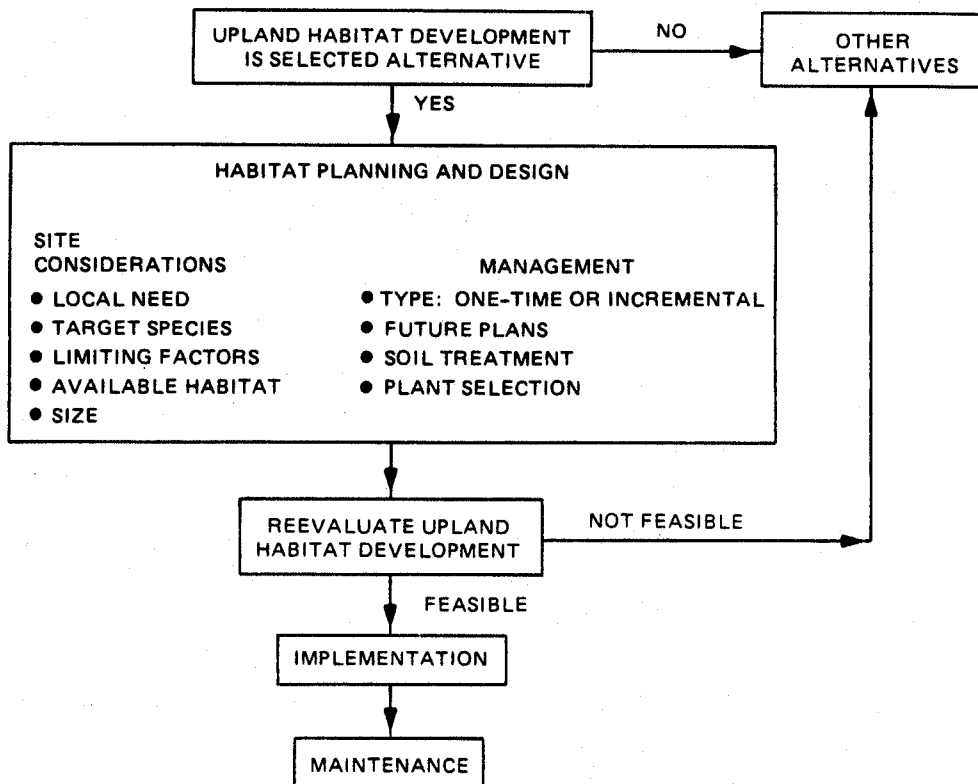 UPLAND HABITAT DEVELOPMENT
IS SELECTED ALTERNATIVE
NO
OTHER
ALTERNATIVES
YES
HABITAT PLANNING AND DESIGN
SITE
CONSIDERATIONS
● LOCAL NEED
● TARGET SPECIES
● LIMITING FACTORS
● AVAILABLE HABITAT
● SIZE
MANAGEMENT
● TYPE: ONE-TIME OR INCREMENTAL
● FUTURE PLANS
● SOIL TREATMENT
● PLANT SELECTION
REEVALUATE UPLAND
HABITAT DEVELOPMENT
NOT FEASIBLE
FEASIBLE
IMPLEMENTATION
MAINTENANCE